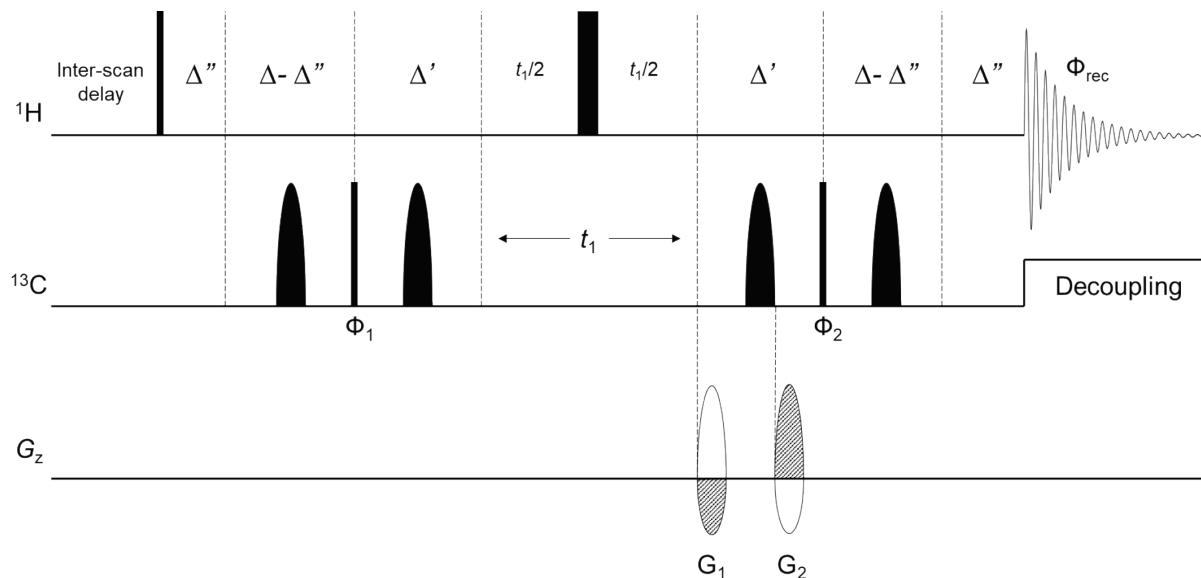 Inter-scan delay
Δ”
Δ- Δ”
Δ’
t₁/2
t₁/2
Δ’
Δ- Δ”
Δ”
Φrec
¹H
t₁
¹³C
Decoupling
Φ₁
Φ₂
Gz
G₁
G₂